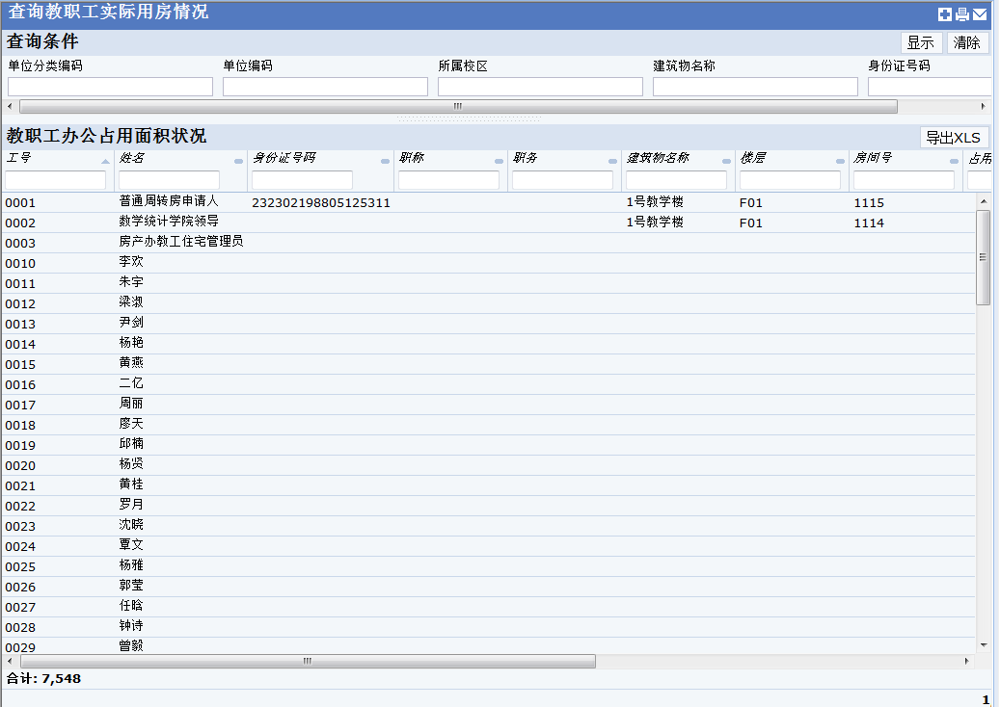 查询教职工实际用房情况
查询条件
显示 清除
单位分类编码 单位编码 所属校区 建筑物名称 身份证号码
教职工办公占用面积状况
导出XLS
工号 姓名 身份证号码 职称 职务 建筑物名称 楼层 房间号 占用
0001 普通周转房申请人 232302198805125311 1号教学楼 F01 1115
0002 数学统计学院领导 1号教学楼 F01 1114
0003 房产办教工住宅管理员
0010 李欢
0011 朱宇
0012 梁淑
0013 尹剑
0014 杨艳
0015 黄燕
0016 二亿
0017 周丽
0018 廖天
0019 邱楠
0020 杨贤
0021 黄桂
0022 罗月
0023 沈晓
0024 覃文
0025 杨雅
0026 郭莹
0027 任晗
0028 钟诗
0029 曾毅
合计: 7,548
1